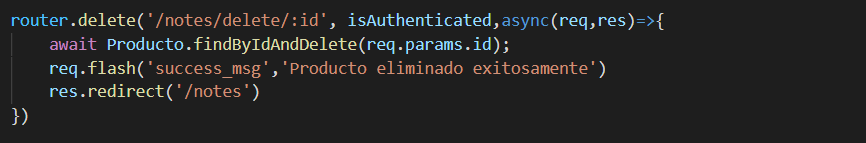 router.delete('/notes/delete/:id', isAuthenticated,async(req,res)=>{
    await Producto.findByIdAndDelete(req.params.id);
    req.flash('success_msg','Producto eliminado exitosamente')
    res.redirect('/notes')
})